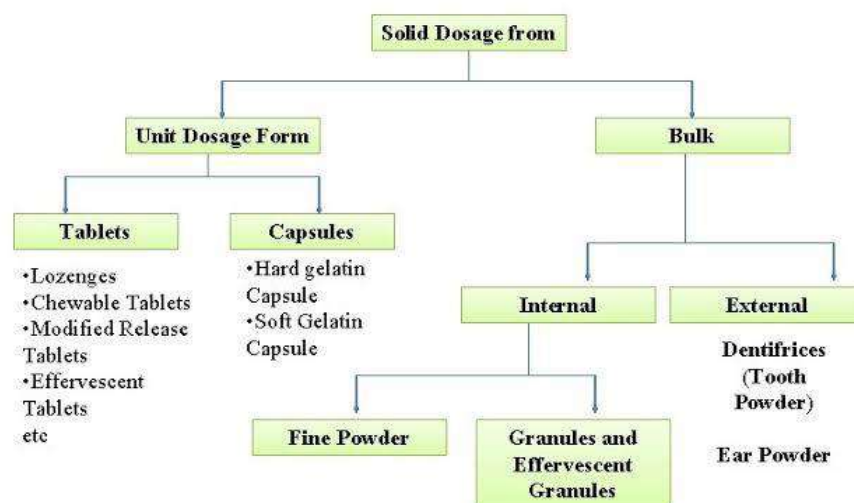 Solid Dosage from
Unit Dosage Form
Bulk
Tablets
•Lozenges
•Chewable Tablets
•Modified Release
Tablets
•Effervescent
Tablets
etc
Capsules
•Hard gelatin
Capsule
•Soft Gelatin
Capsule
Internal
External
Dentifrices
(Tooth
Powder)
Ear Powder
Fine Powder
Granules and
Effervescent
Granules